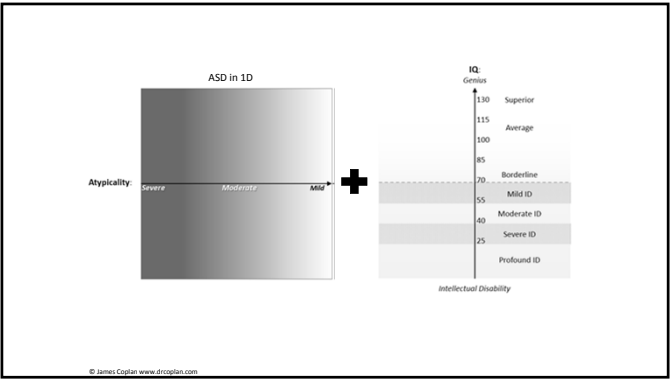 ASD in 1D
Atypicality:
Severe
Moderate
Mild
IQ:
Genius
130 Superior
115
Average
100
85
Borderline
70
Mild ID
55
Moderate ID
40
Severe ID
25
Profound ID
Intellectual Disability
© James Coplan www.drcoplan.com